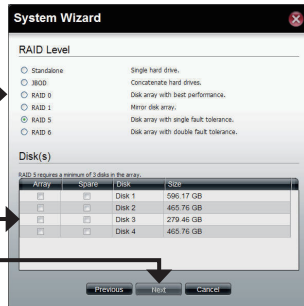 System Wizard
RAID Level
Standalone Single hard drive.
JBOD Concatenate hard drives.
RAID 0 Disk array with best performance.
RAID 1 Mirror disk array.
RAID 5 Disk array with single fault tolerance.
RAID 6 Disk array with double fault tolerance.
Disk(s)
RAID 5 requires a minimum of 3 disks in the array.
Array Spare Disk Size
Disk 1 596.17 GB
Disk 2 465.76 GB
Disk 3 279.46 GB
Disk 4 465.76 GB
Previous Next Cancel